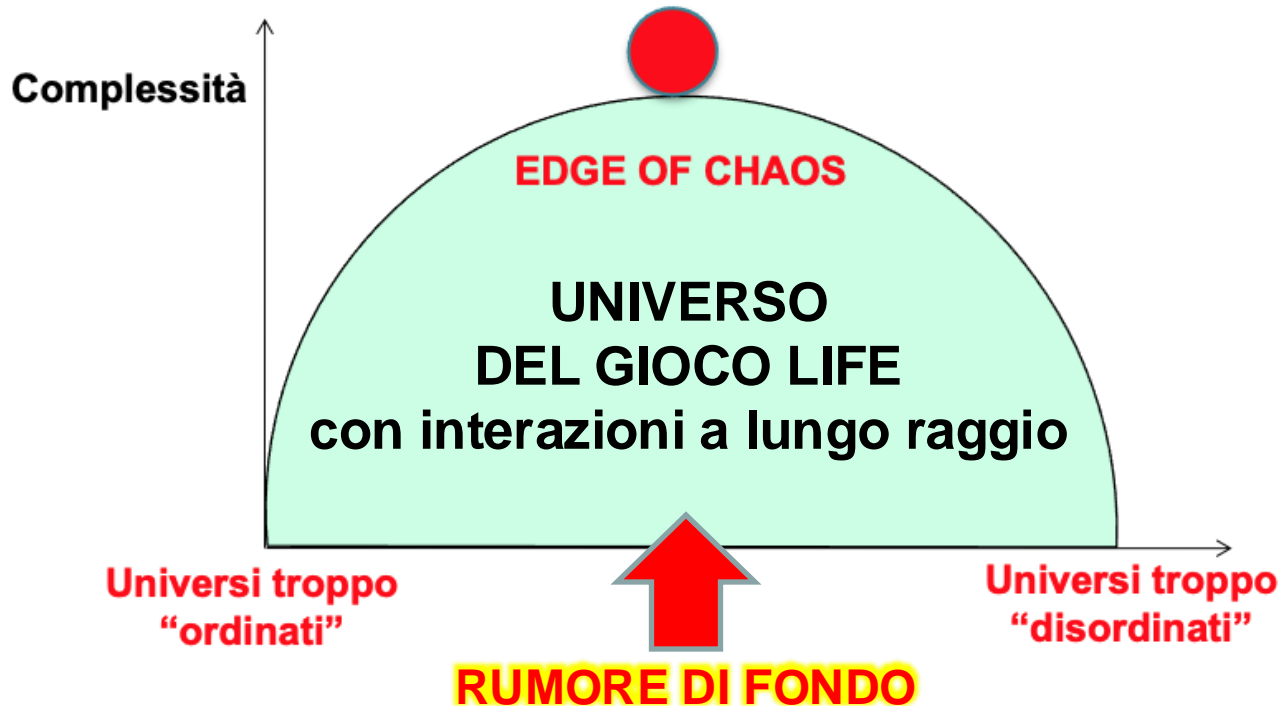 Complessità
EDGE OF CHAOS
UNIVERSO
DEL GIOCO LIFE
con interazioni a lungo raggio
Universi troppo
“ordinati”
Universi troppo
“disordinati”
RUMORE DI FONDO